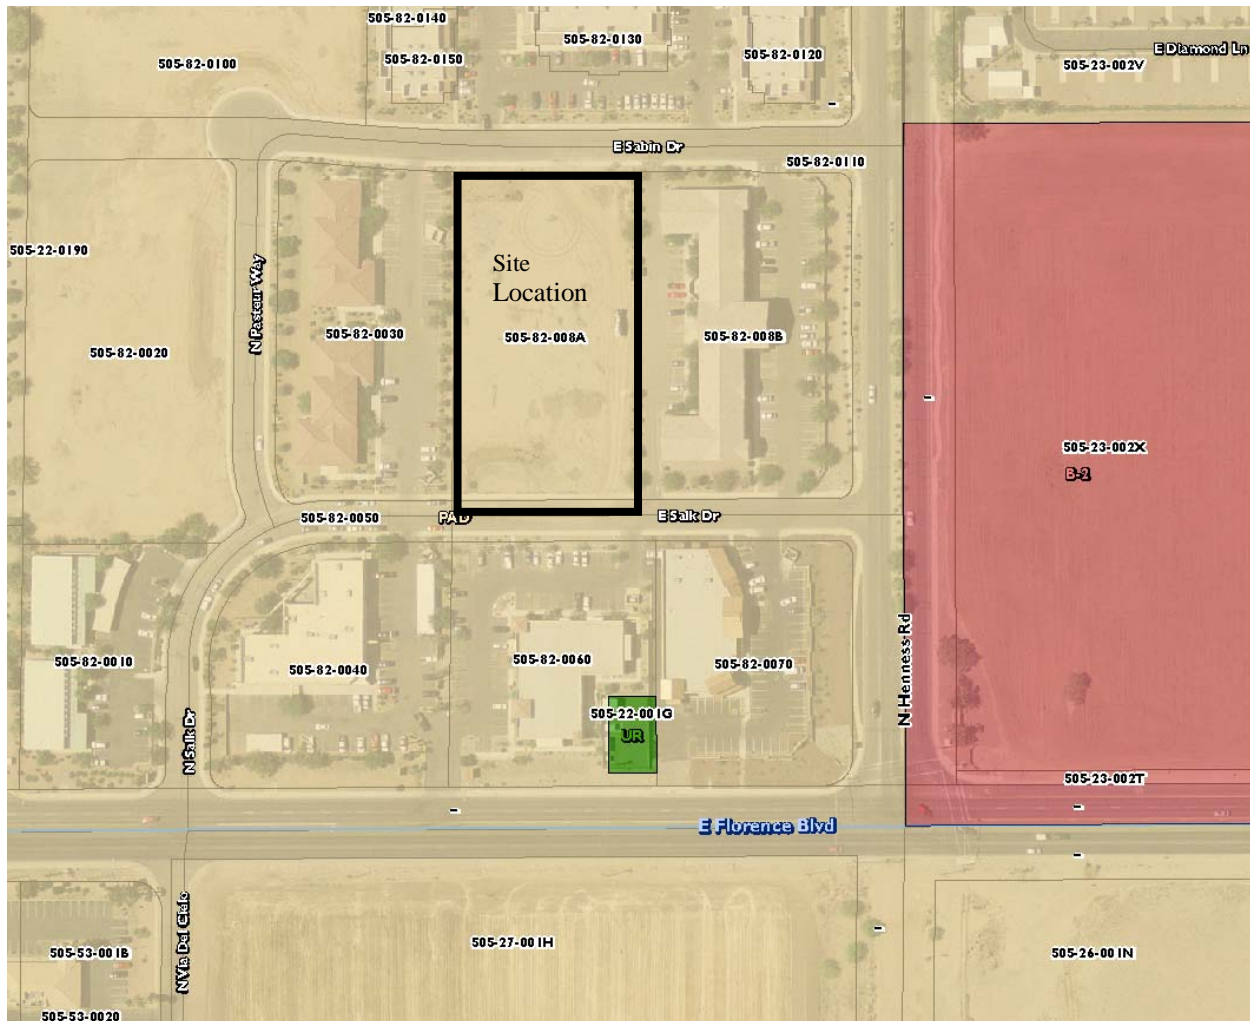 505-82-0140
505-82-0130
505-82-0150
505-82-0120
505-82-0100
505-23-002V
E Diamond Ln
E Sabin Dr
505-82-0110
505-22-0190
N Pasteur Way
Site
Location
505-82-0020
505-82-0030
505-82-008A
505-82-008B
505-23-002X
B-2
505-82-0050
PAD
E Salk Dr
505-82-0010
505-82-0040
505-82-0060
505-82-0070
N Henness Rd
505-22-001G
UR
N Salk Dr
505-23-002T
E Florence Blvd
N Via Del Cielo
505-53-001B
505-27-001H
505-26-001N
505-53-0020